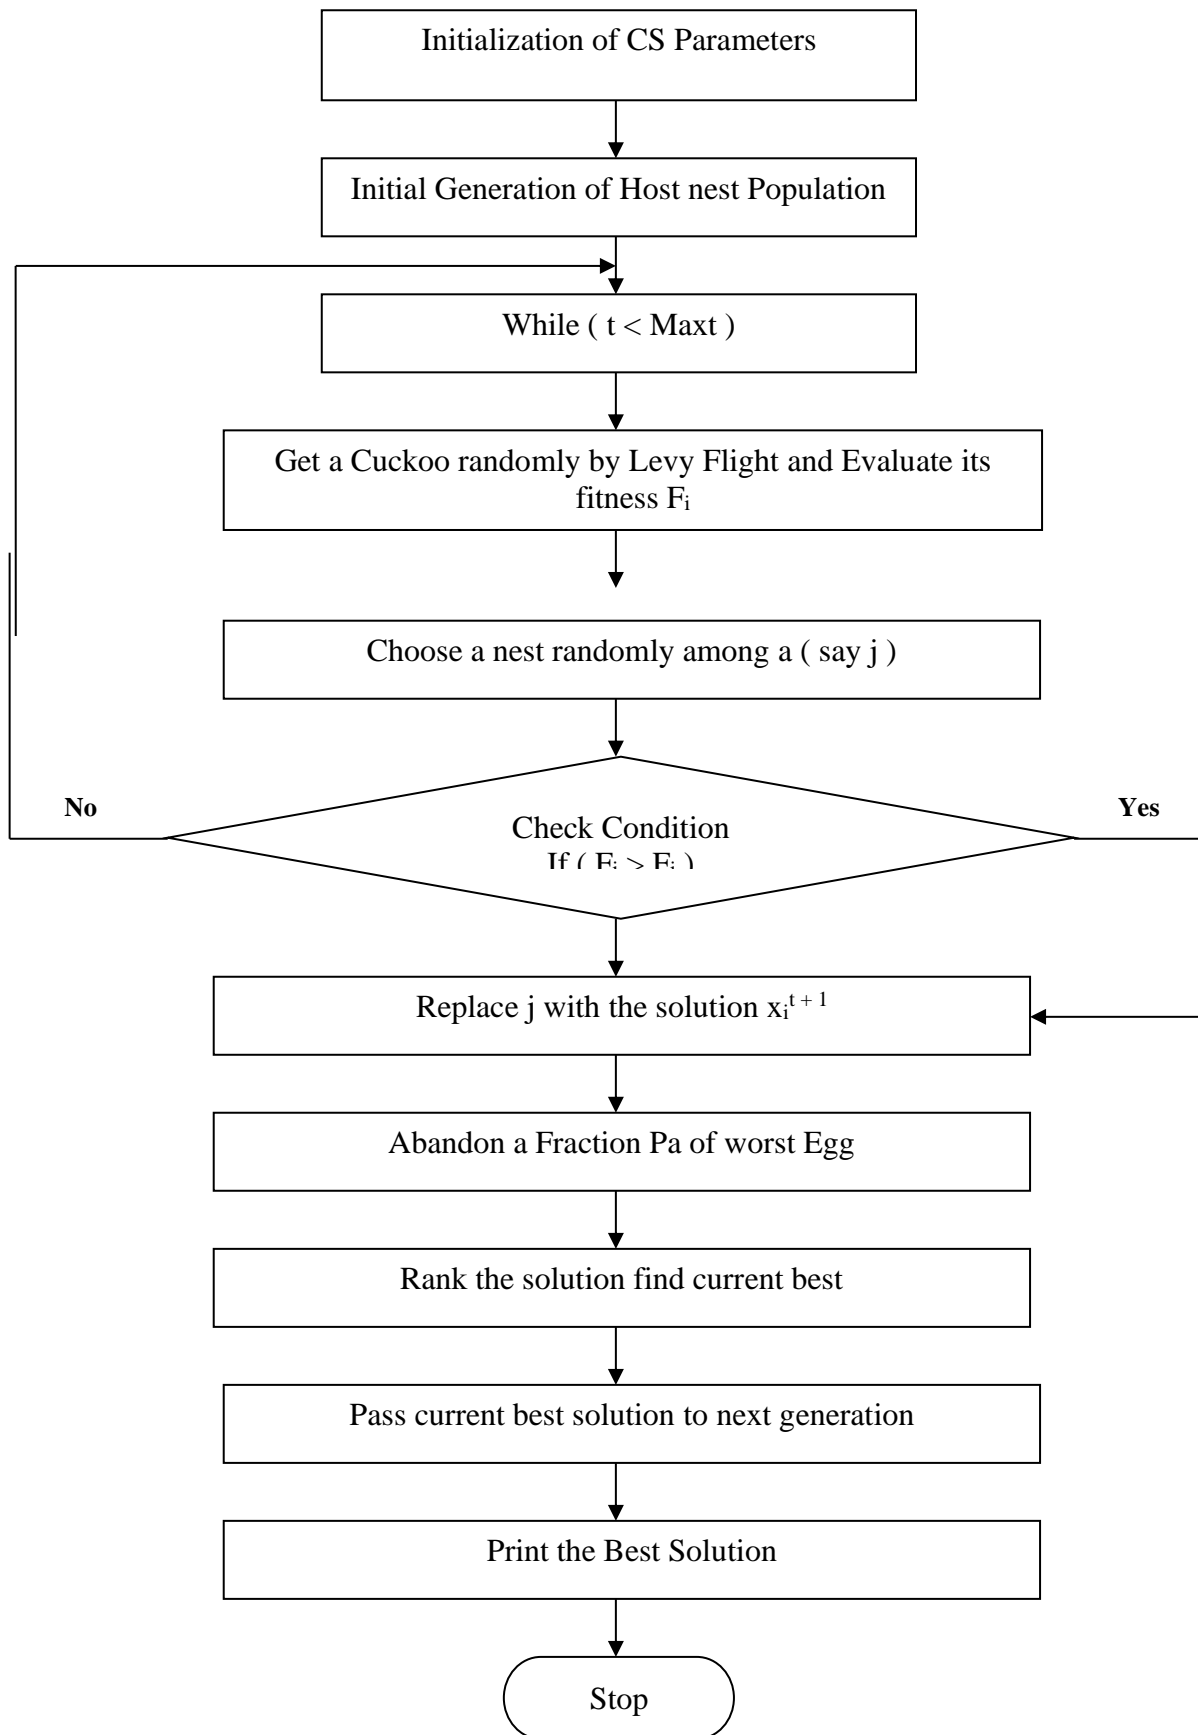 Initialization of CS Parameters
Initial Generation of Host nest Population
While ( t < Maxt )
Get a Cuckoo randomly by Levy Flight and Evaluate its
fitness Fᵢ
Choose a nest randomly among a ( say j )
No
Yes
Check Condition
If ( F > F )
Replace j with the solution xᵢᵗ ⁺ ¹
Abandon a Fraction Pa of worst Egg
Rank the solution find current best
Pass current best solution to next generation
Print the Best Solution
Stop